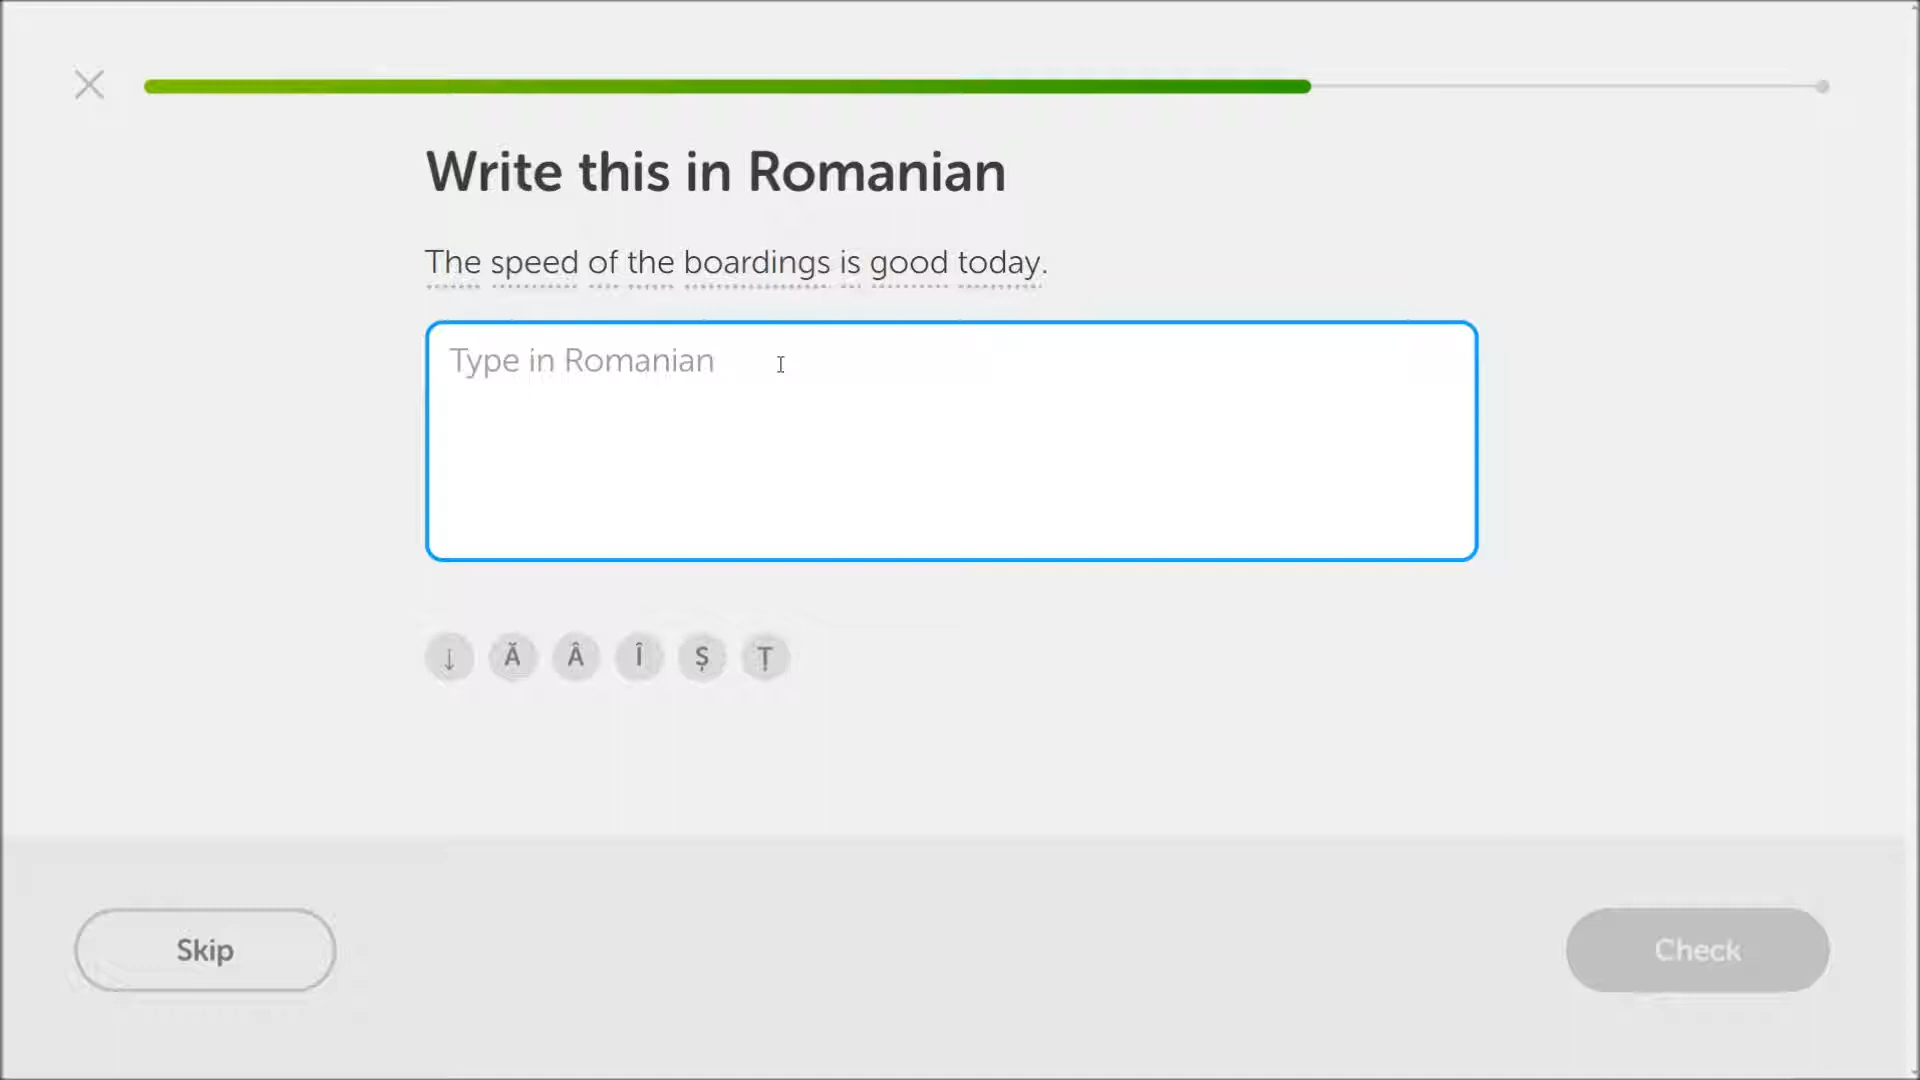 Write this in Romanian
The speed of the boardings is good today.
Type in Romanian
↓ Ă Â Î Ș Ț
Skip
Check